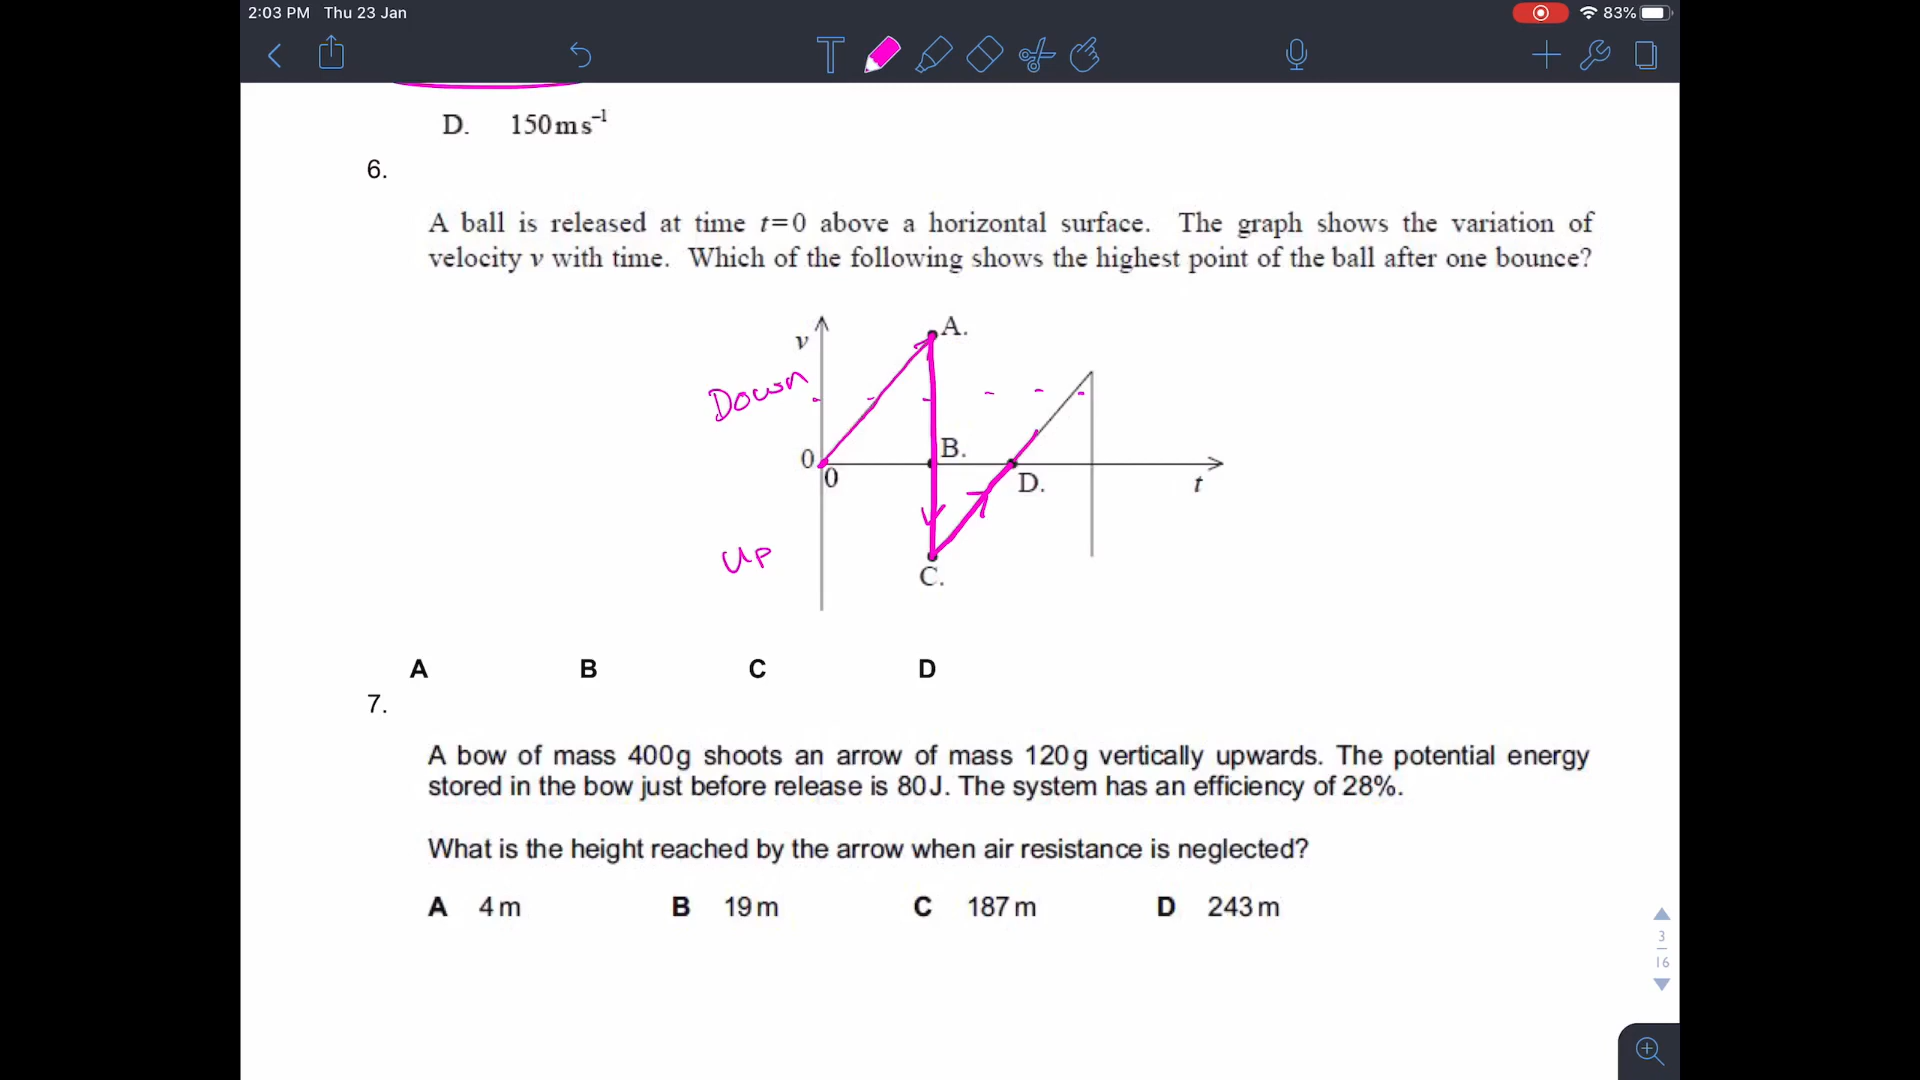 2:03 PM Thu 23 Jan
83%
D. 150 m s⁻¹
6.
A ball is released at time t=0 above a horizontal surface. The graph shows the variation of
velocity v with time. Which of the following shows the highest point of the ball after one bounce?
A.
v
Down
B.
0
0
D.
t
Up
C.
A B C D
7.
A bow of mass 400g shoots an arrow of mass 120g vertically upwards. The potential energy
stored in the bow just before release is 80J. The system has an efficiency of 28%.
What is the height reached by the arrow when air resistance is neglected?
A 4m B 19m C 187m D 243m
3
16